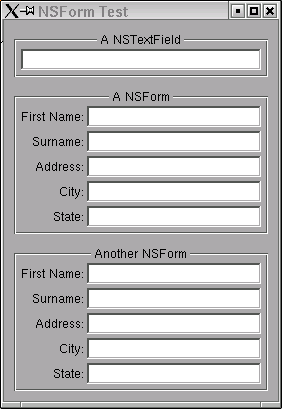 NSForm Test
A NSTextField
A NSForm
First Name:
Surname:
Address:
City:
State:
Another NSForm
First Name:
Surname:
Address:
City:
State: